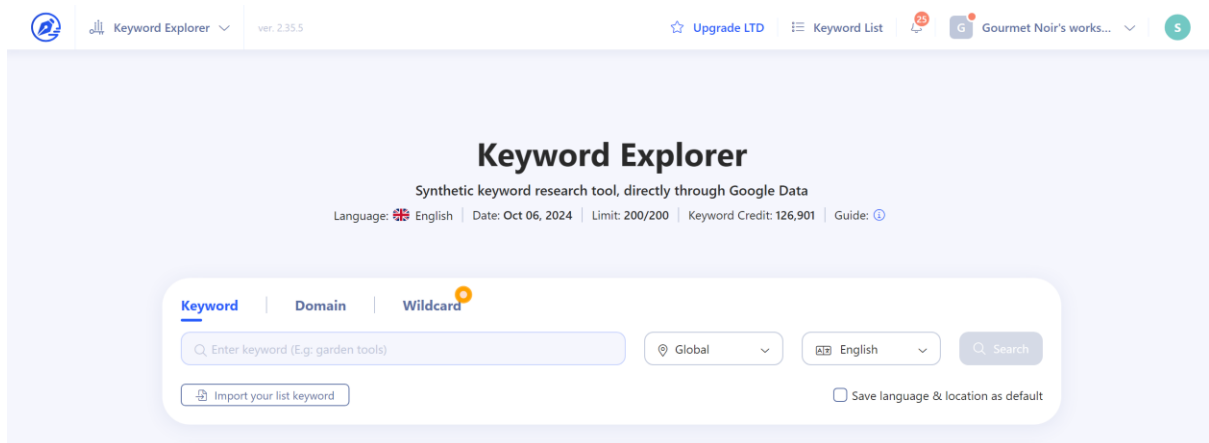 Keyword Explorer ver. 2.35.5 Upgrade LTD Keyword List 25 G Gourmet Noir's works... S
Keyword Explorer
Synthetic keyword research tool, directly through Google Data
Language: English Date: Oct 06, 2024 Limit: 200/200 Keyword Credit: 126,901 Guide:
Keyword Domain Wildcard
Enter keyword (E.g: garden tools) Global English Search
Import your list keyword Save language & location as default